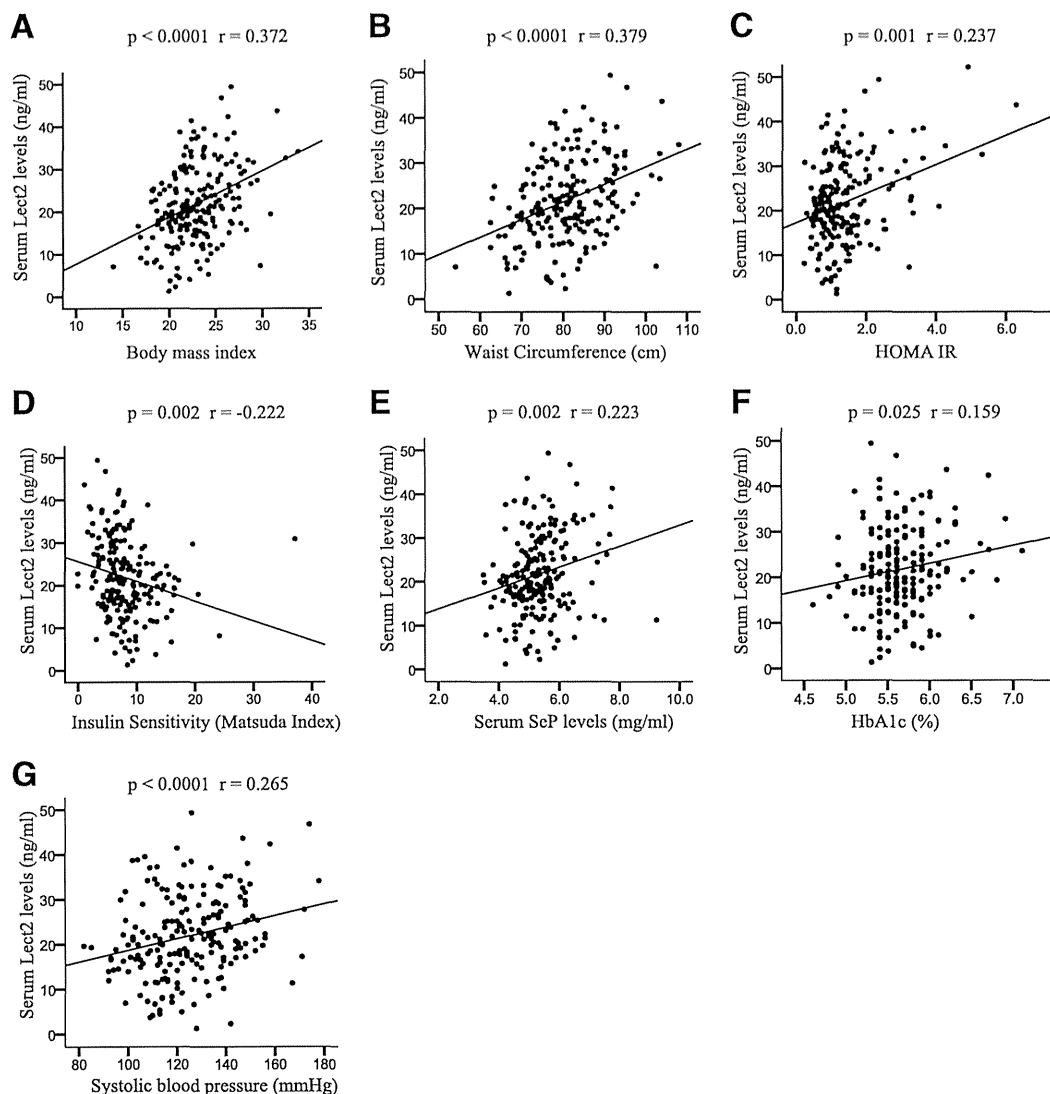 A
p < 0.0001 r = 0.372
Serum Lect2 levels (ng/ml)
50
40
30
20
10
0
10 15 20 25 30 35
Body mass index
B
p < 0.0001 r = 0.379
Serum Lect2 levels (ng/ml)
50
40
30
20
10
0
50 60 70 80 90 100 110
Waist Circumference (cm)
C
p = 0.001 r = 0.237
Serum Lect2 levels (ng/ml)
50
40
30
20
10
0
0.0 2.0 4.0 6.0
HOMA IR
D
p = 0.002 r = -0.222
Serum Lect2 levels (ng/ml)
50
40
30
20
10
0
0 10 20 30 40
Insulin Sensitivity (Matsuda Index)
E
p = 0.002 r = 0.223
Serum Lect2 levels (ng/ml)
50
40
30
20
10
0
2.0 4.0 6.0 8.0 10.0
Serum SeP levels (mg/ml)
F
p = 0.025 r = 0.159
Serum Lect2 levels (ng/ml)
50
40
30
20
10
0
4.5 5.0 5.5 6.0 6.5 7.0
HbA1c (%)
G
p < 0.0001 r = 0.265
Serum Lect2 levels (ng/ml)
50
40
30
20
10
0
80 100 120 140 160 180
Systolic blood pressure (mmHg)